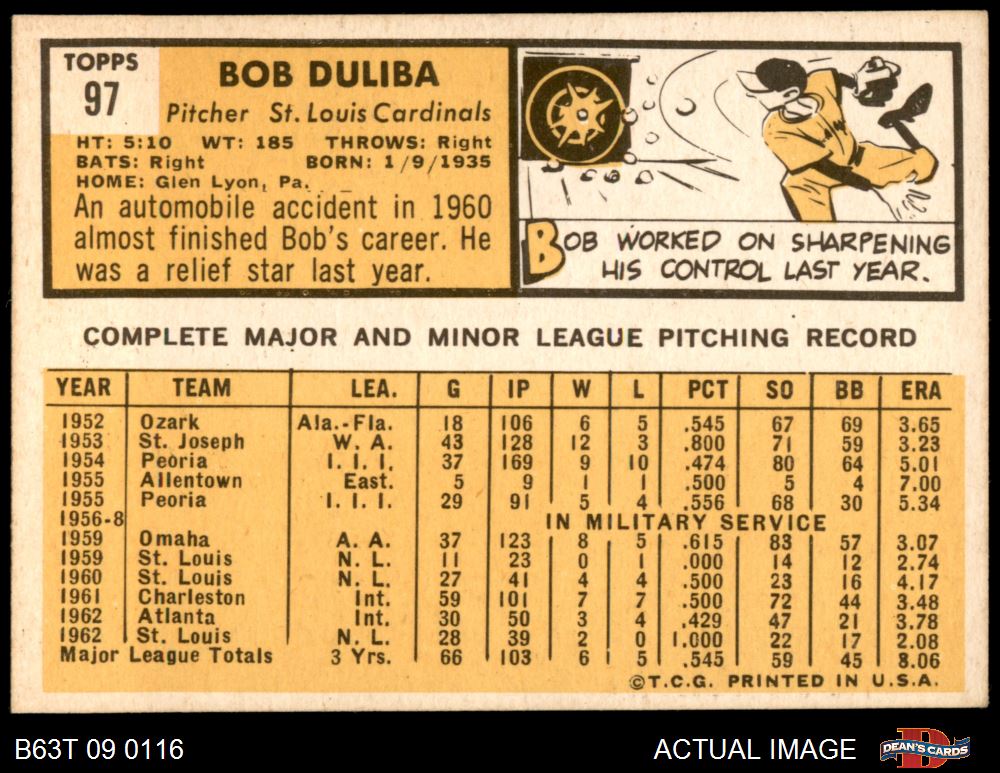 TOPPS
97
BOB DULIBA
Pitcher St. Louis Cardinals
HT: 5:10 WT: 185 THROWS: Right
BATS: Right BORN: 1/9/1935
HOME: Glen Lyon, Pa.
An automobile accident in 1960
almost finished Bob's career. He
was a relief star last year.
BOB WORKED ON SHARPENING
HIS CONTROL LAST YEAR.
COMPLETE MAJOR AND MINOR LEAGUE PITCHING RECORD
YEAR TEAM LEA. G IP W L PCT SO BB ERA
1952 Ozark Ala.-Fla. 18 106 6 5 .545 67 69 3.65
1953 St. Joseph W. A. 43 128 12 3 .800 71 59 3.23
1954 Peoria I. I. I. 37 169 9 10 .474 80 64 5.01
1955 Allentown East. 5 9 1 1 .500 5 4 7.00
1955 Peoria I. I. I. 29 91 5 4 .556 68 30 5.34
1956-8 IN MILITARY SERVICE
1959 Omaha A. A. 37 123 8 5 .615 83 57 3.07
1959 St. Louis N. L. 11 23 0 1 .000 14 12 2.74
1960 St. Louis N. L. 27 41 4 4 .500 23 16 4.17
1961 Charleston Int. 59 101 7 7 .500 72 44 3.48
1962 Atlanta Int. 30 50 3 4 .429 47 21 3.78
1962 St. Louis N. L. 28 39 2 0 1.000 22 17 2.08
Major League Totals 3 Yrs. 66 103 6 5 .545 59 45 8.06
©T.C.G. PRINTED IN U.S.A.
B63T 09 0116 ACTUAL IMAGE DEAN'S CARDS